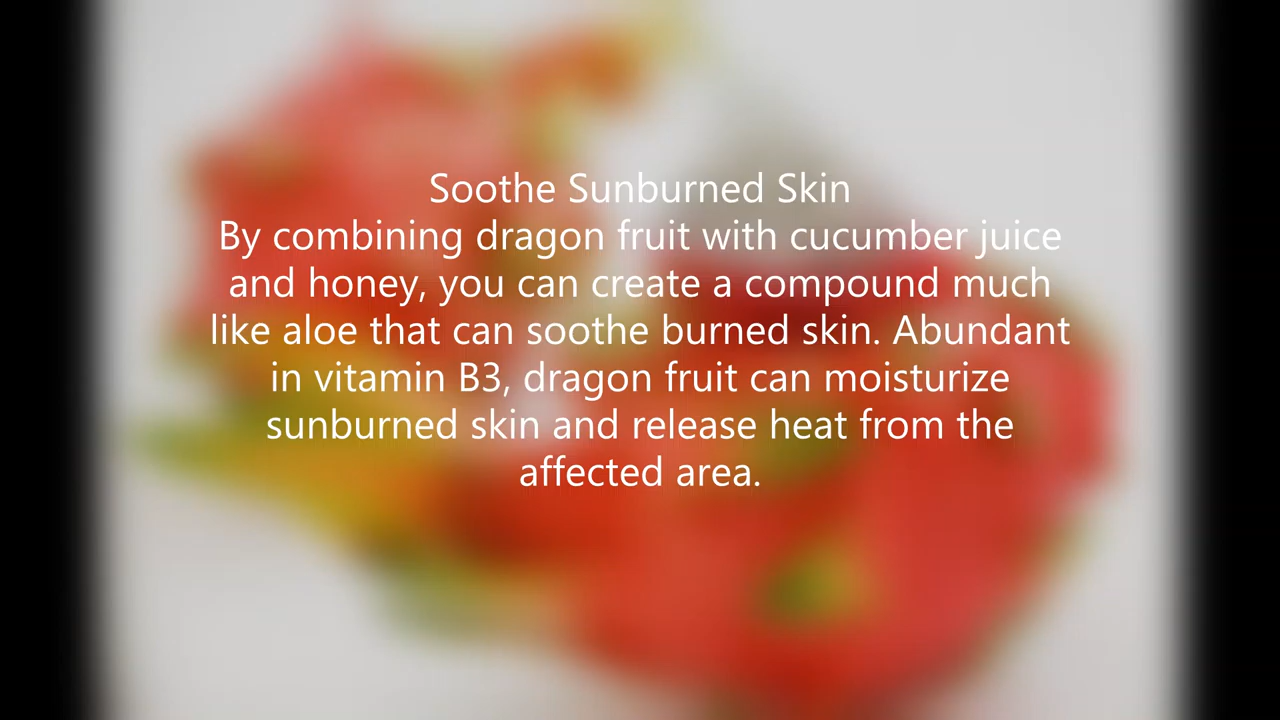 Soothe Sunburned Skin
By combining dragon fruit with cucumber juice
and honey, you can create a compound much
like aloe that can soothe burned skin. Abundant
in vitamin B3, dragon fruit can moisturize
sunburned skin and release heat from the
affected area.